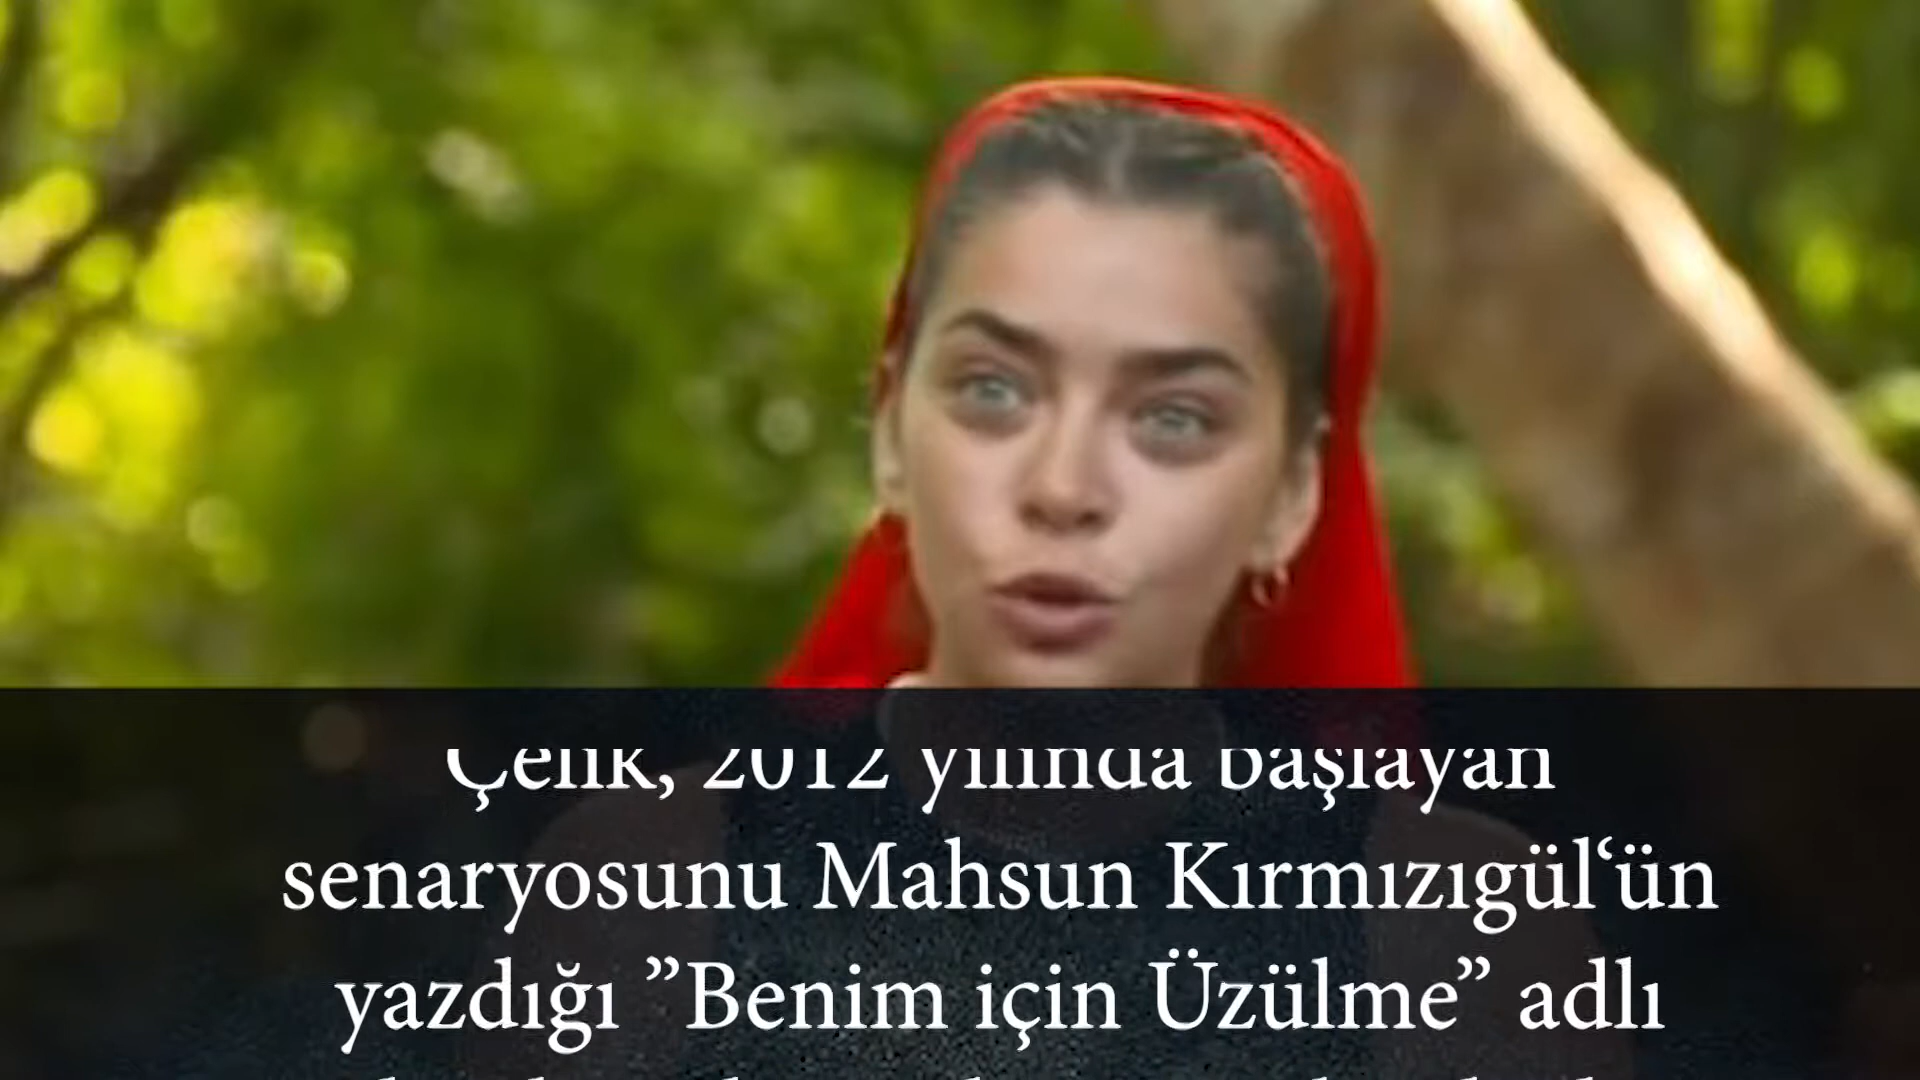 Çelik, 2012 yılında başlayan
senaryosunu Mahsun Kırmızıgül‘ün
yazdığı ”Benim için Üzülme” adlı